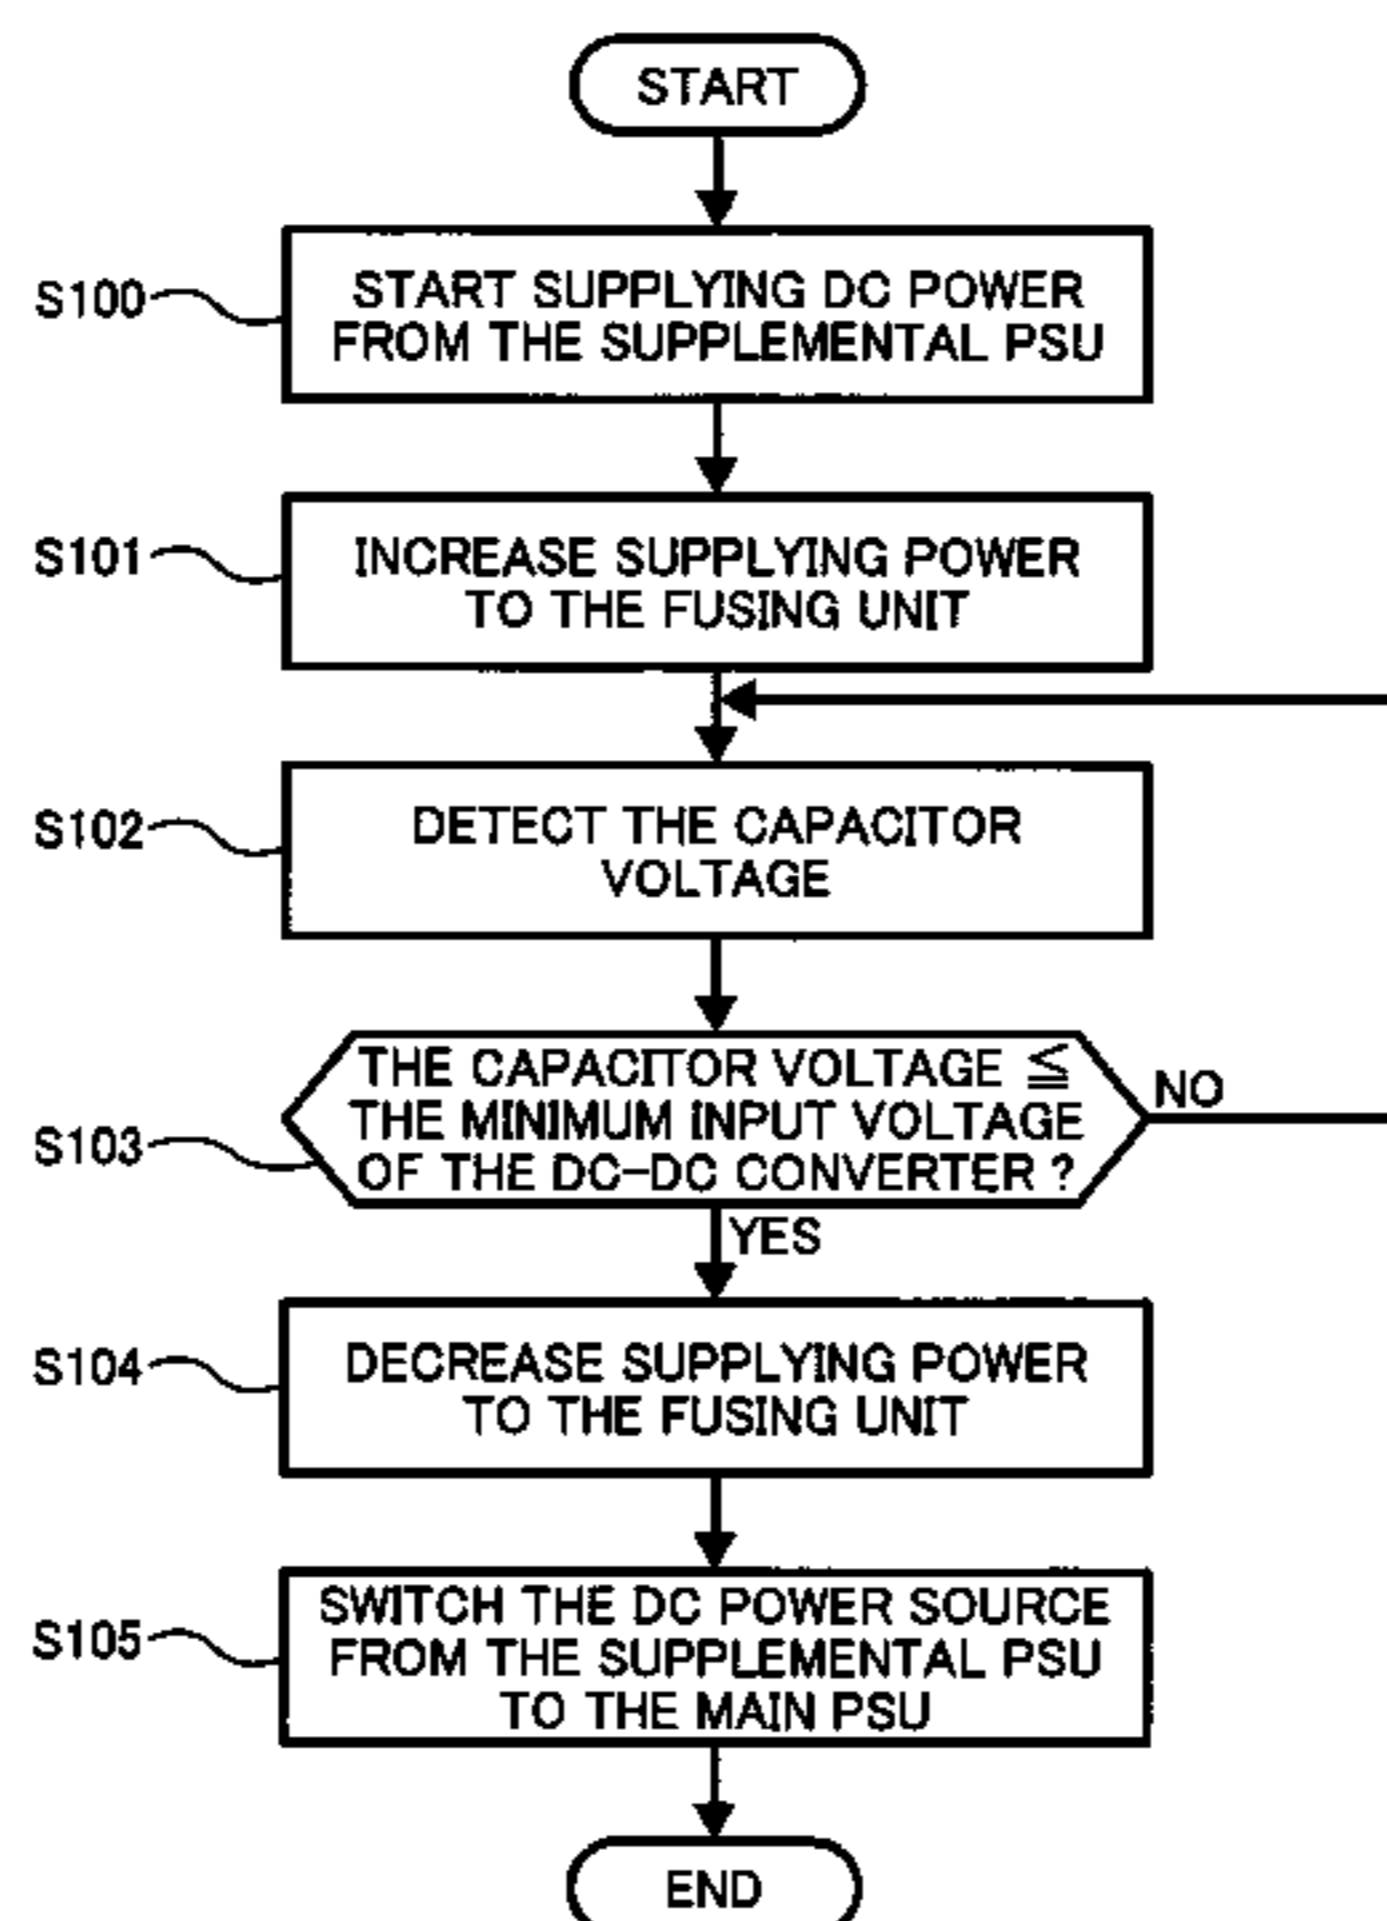 START
S100
START SUPPLYING DC POWER
FROM THE SUPPLEMENTAL PSU
S101
INCREASE SUPPLYING POWER
TO THE FUSING UNIT
S102
DETECT THE CAPACITOR
VOLTAGE
S103
THE CAPACITOR VOLTAGE ≦
THE MINIMUM INPUT VOLTAGE
OF THE DC-DC CONVERTER ?
NO
YES
S104
DECREASE SUPPLYING POWER
TO THE FUSING UNIT
S105
SWITCH THE DC POWER SOURCE
FROM THE SUPPLEMENTAL PSU
TO THE MAIN PSU
END